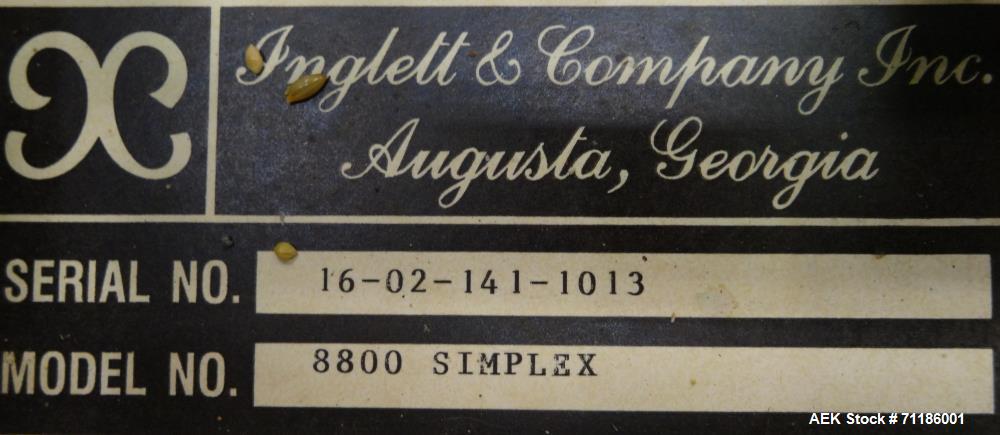 Inglett & Company Inc.
Augusta, Georgia
SERIAL NO. 16-02-141-1013
MODEL NO. 8800 SIMPLEX
AEK Stock # 71186001